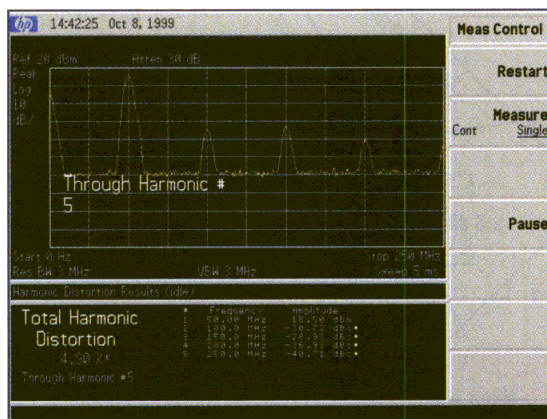 hp 14:42:25 Oct 8, 1999
Meas Control
Ref 20 dBm Atten 30 dB
Peak
Log
10
dB/
Restart
Measure
Cont Single
Pause
Through Harmonic #
5
Start 0 Hz Stop 250 MHz
Res BW 3 MHz VBW 3 MHz Sweep 5 ms
Harmonic Distortion Results (idle)
Total Harmonic
Distortion
4.90 %
Through Harmonic #5
# Frequency Amplitude
1 50.00 MHz
2 100.0 MHz
3 150.0 MHz
4 200.0 MHz
5 250.0 MHz